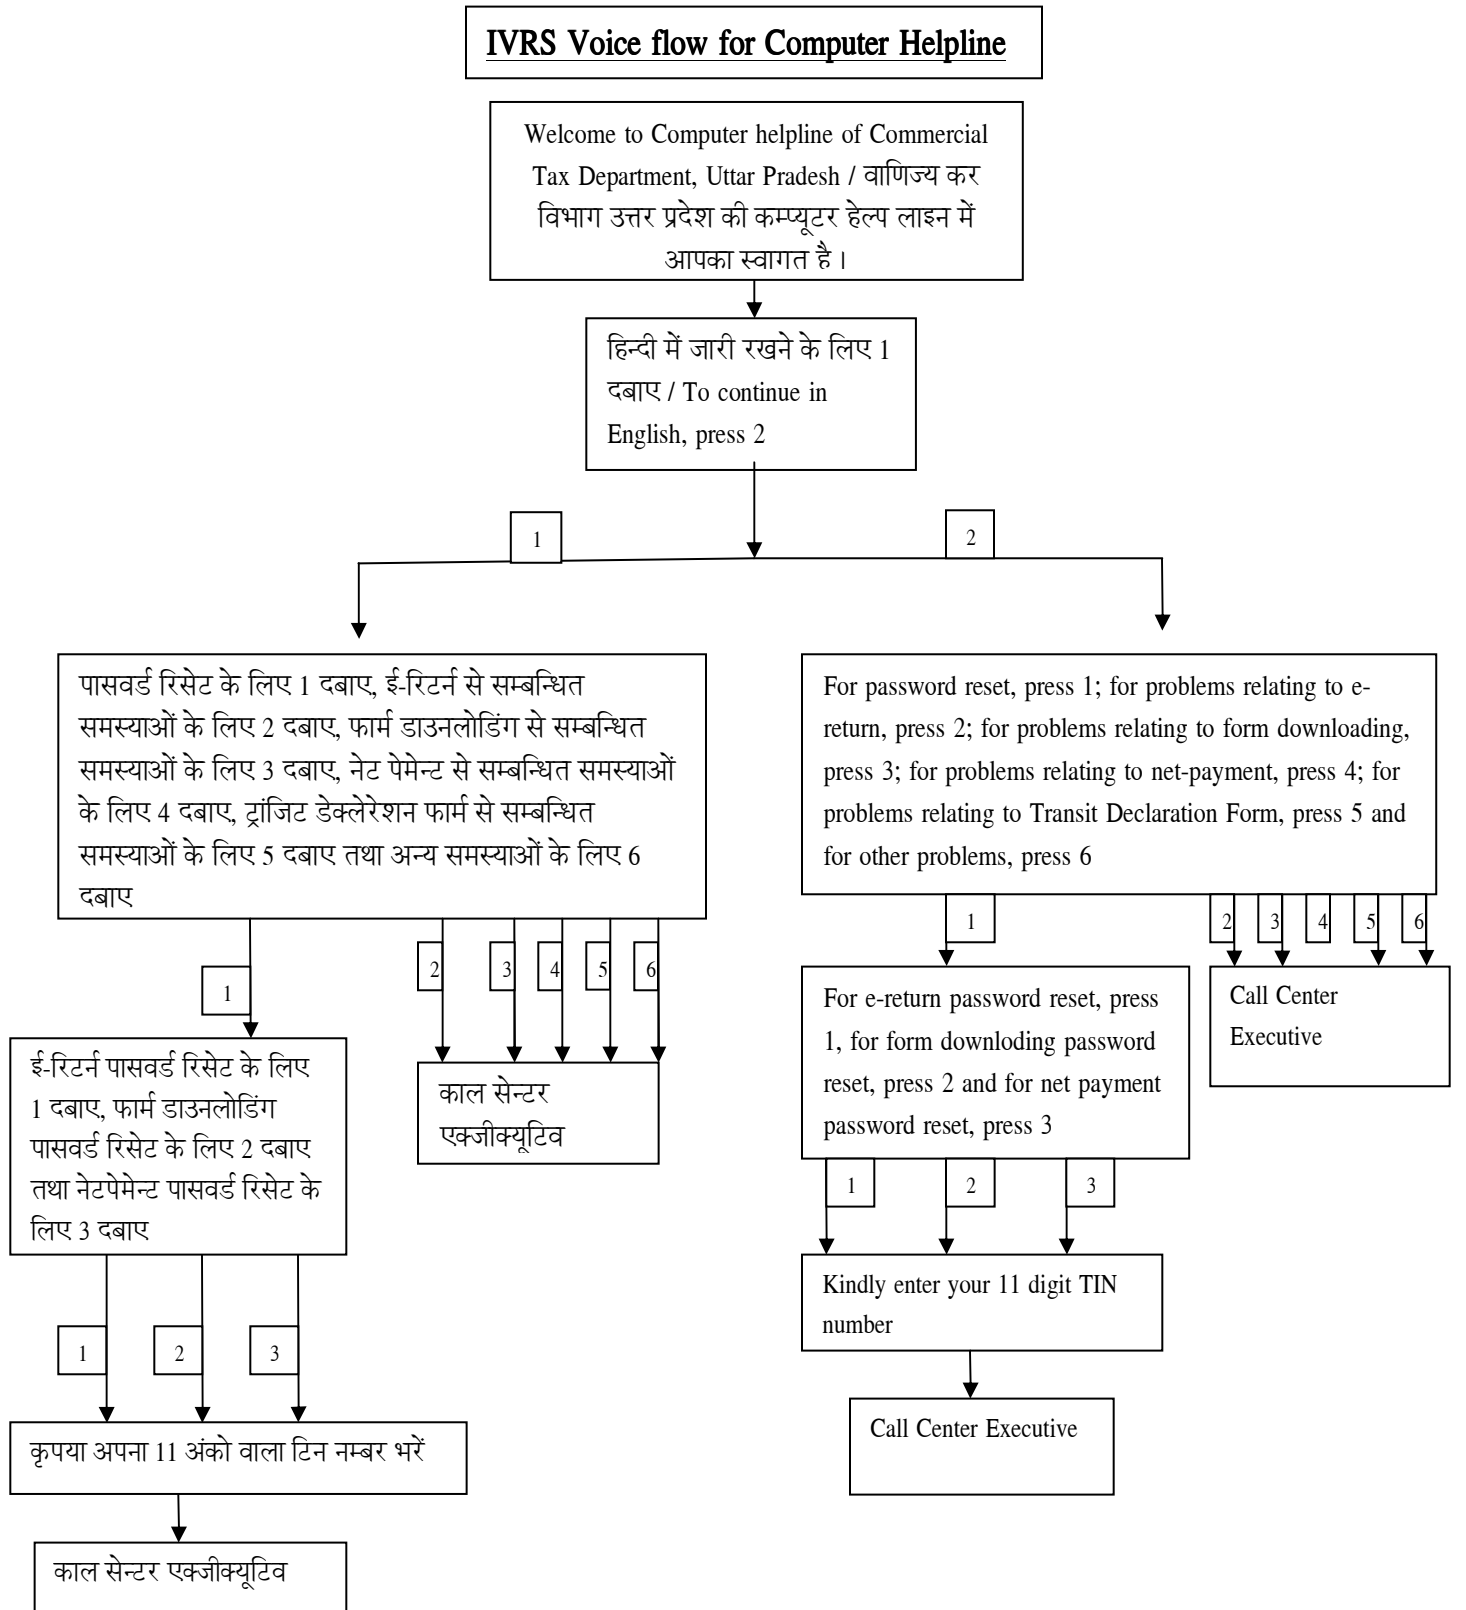 IVRS Voice flow for Computer Helpline
Welcome to Computer helpline of Commercial
Tax Department, Uttar Pradesh / वाणिज्य कर
विभाग उत्तर प्रदेश की कम्प्यूटर हेल्प लाइन में
आपका स्वागत है ।
हिन्दी में जारी रखने के लिए 1
दबाए / To continue in
English, press 2
1
2
पासवर्ड रिसेट के लिए 1 दबाए, ई-रिटर्न से सम्बन्धित
समस्याओं के लिए 2 दबाए, फार्म डाउनलोडिंग से सम्बन्धित
समस्याओं के लिए 3 दबाए, नेट पेमेन्ट से सम्बन्धित समस्याओं
के लिए 4 दबाए, ट्रांजिट डेक्लेरेशन फार्म से सम्बन्धित
समस्याओं के लिए 5 दबाए तथा अन्य समस्याओं के लिए 6
दबाए
1
2 3 4 5 6
ई-रिटर्न पासवर्ड रिसेट के लिए
1 दबाए, फार्म डाउनलोडिंग
पासवर्ड रिसेट के लिए 2 दबाए
तथा नेटपेमेन्ट पासवर्ड रिसेट के
लिए 3 दबाए
काल सेन्टर
एक्जीक्यूटिव
1 2 3
कृपया अपना 11 अंको वाला टिन नम्बर भरें
काल सेन्टर एक्जीक्यूटिव
For password reset, press 1; for problems relating to e-
return, press 2; for problems relating to form downloading,
press 3; for problems relating to net-payment, press 4; for
problems relating to Transit Declaration Form, press 5 and
for other problems, press 6
1
2 3 4 5 6
For e-return password reset, press
1, for form downloding password
reset, press 2 and for net payment
password reset, press 3
Call Center
Executive
1 2 3
Kindly enter your 11 digit TIN
number
Call Center Executive